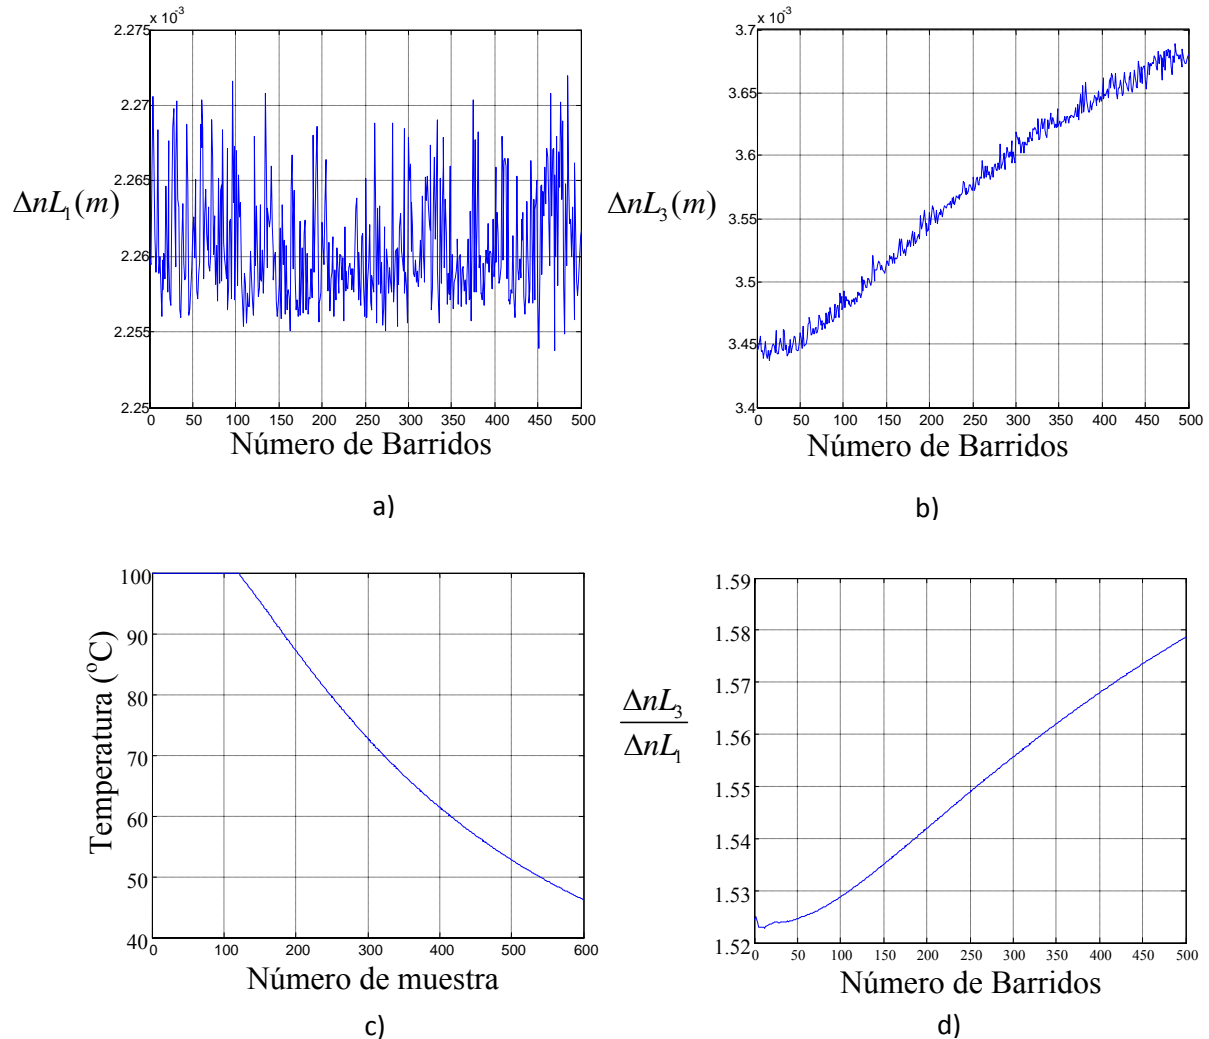 x 10⁻³
2.275
2.27
2.265
2.26
2.255
2.25
ΔnL₁(m)
0 50 100 150 200 250 300 350 400 450 500
Número de Barridos
a)
x 10⁻³
3.7
3.65
3.6
3.55
3.5
3.45
3.4
ΔnL₃(m)
0 50 100 150 200 250 300 350 400 450 500
Número de Barridos
b)
100
90
80
70
60
50
40
Temperatura (°C)
0 100 200 300 400 500 600
Número de muestra
c)
1.59
1.58
1.57
1.56
1.55
1.54
1.53
1.52
ΔnL₃
ΔnL₁
0 50 100 150 200 250 300 350 400 450 500
Número de Barridos
d)